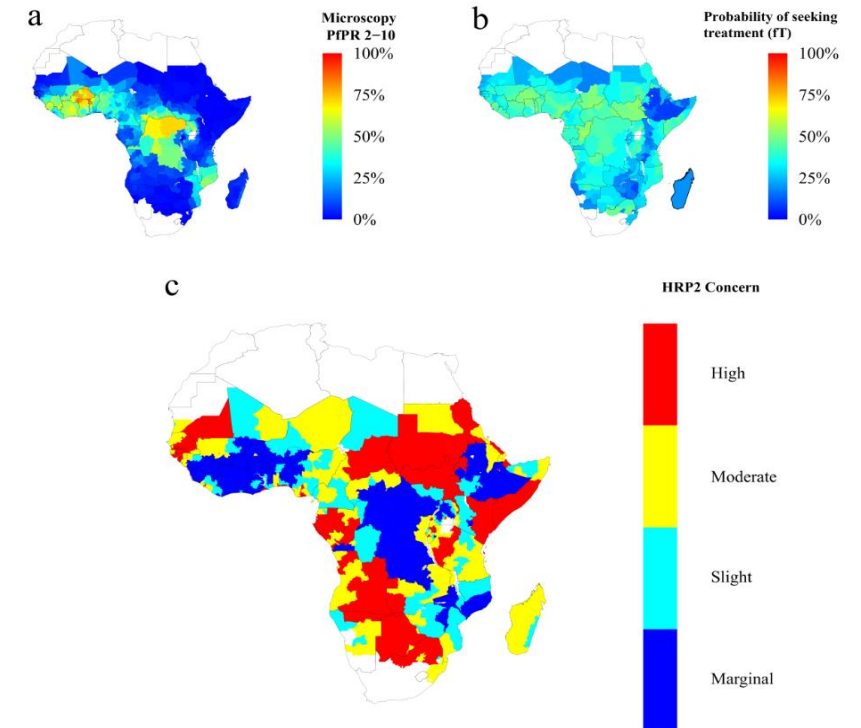 a
Microscopy
PfPR 2−10
100%
75%
50%
25%
0%
b
Probability of seeking
treatment (fT)
100%
75%
50%
25%
0%
c
HRP2 Concern
High
Moderate
Slight
Marginal